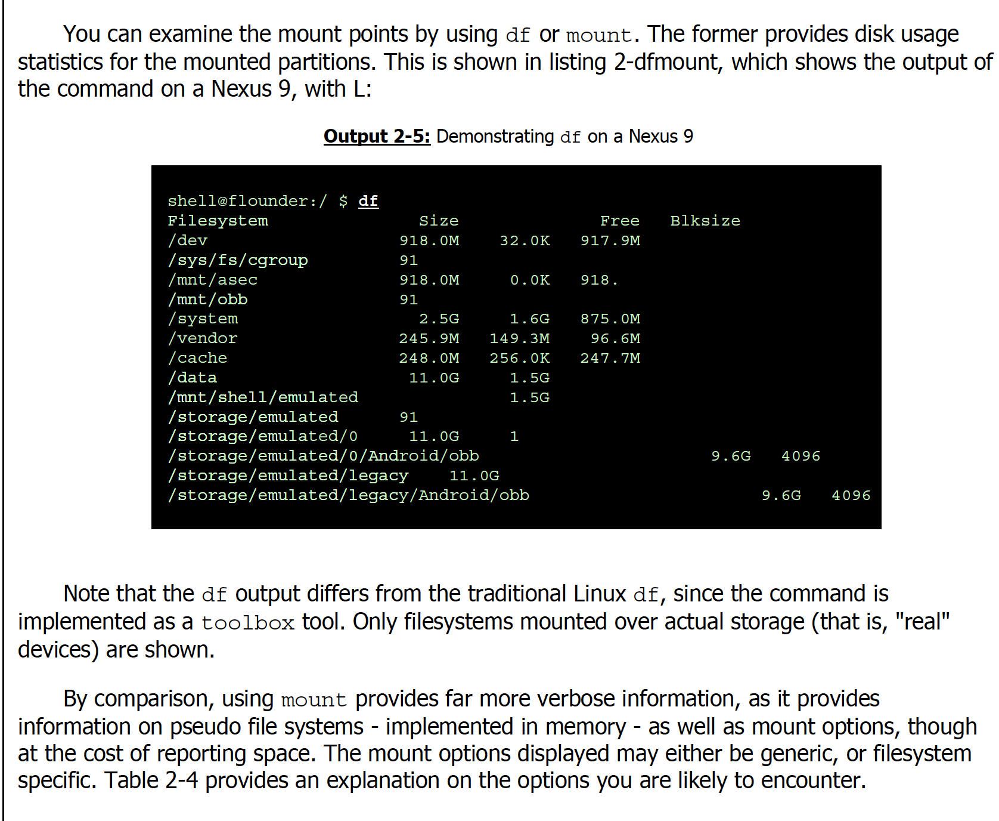 You can examine the mount points by using df or mount. The former provides disk usage
statistics for the mounted partitions. This is shown in listing 2-dfmount, which shows the output of
the command on a Nexus 9, with L:
Output 2-5: Demonstrating df on a Nexus 9
shell@flounder:/ $ df
Filesystem               Size              Free   Blksize
/dev                   918.0M    32.0K   917.9M
/sys/fs/cgroup         91
/mnt/asec              918.0M     0.0K   918.
/mnt/obb               91
/system                  2.5G     1.6G   875.0M
/vendor                245.9M   149.3M    96.6M
/cache                 248.0M   256.0K   247.7M
/data                   11.0G     1.5G
/mnt/shell/emulated               1.5G
/storage/emulated      91
/storage/emulated/0     11.0G     1
/storage/emulated/0/Android/obb                       9.6G   4096
/storage/emulated/legacy    11.0G
/storage/emulated/legacy/Android/obb                       9.6G   4096
Note that the df output differs from the traditional Linux df, since the command is
implemented as a toolbox tool. Only filesystems mounted over actual storage (that is, "real"
devices) are shown.
By comparison, using mount provides far more verbose information, as it provides
information on pseudo file systems - implemented in memory - as well as mount options, though
at the cost of reporting space. The mount options displayed may either be generic, or filesystem
specific. Table 2-4 provides an explanation on the options you are likely to encounter.